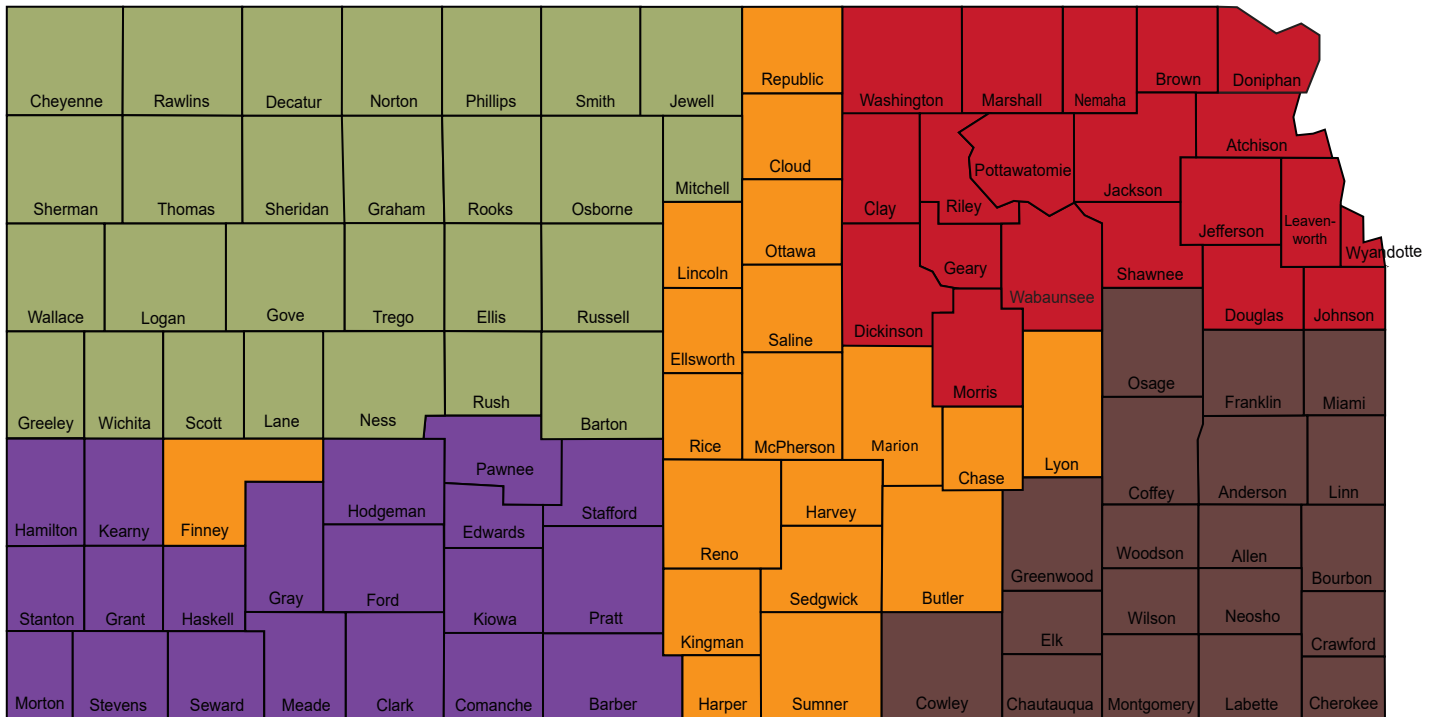 Cheyenne
Rawlins
Decatur
Norton
Phillips
Smith
Jewell
Republic
Washington
Marshall
Nemaha
Brown
Doniphan
Sherman
Thomas
Sheridan
Graham
Rooks
Osborne
Mitchell
Cloud
Clay
Riley
Pottawatomie
Jackson
Atchison
Jefferson
Leaven-
worth
Wyandotte
Wallace
Logan
Gove
Trego
Ellis
Russell
Lincoln
Ottawa
Geary
Dickinson
Wabaunsee
Shawnee
Douglas
Johnson
Greeley
Wichita
Scott
Lane
Ness
Rush
Barton
Ellsworth
Saline
Rice
McPherson
Marion
Morris
Chase
Lyon
Osage
Franklin
Miami
Hamilton
Kearny
Finney
Hodgeman
Pawnee
Edwards
Stafford
Reno
Harvey
Coffey
Anderson
Linn
Stanton
Grant
Haskell
Gray
Ford
Kiowa
Pratt
Kingman
Sedgwick
Butler
Greenwood
Woodson
Allen
Bourbon
Wilson
Neosho
Elk
Crawford
Morton
Stevens
Seward
Meade
Clark
Comanche
Barber
Harper
Sumner
Cowley
Chautauqua
Montgomery
Labette
Cherokee